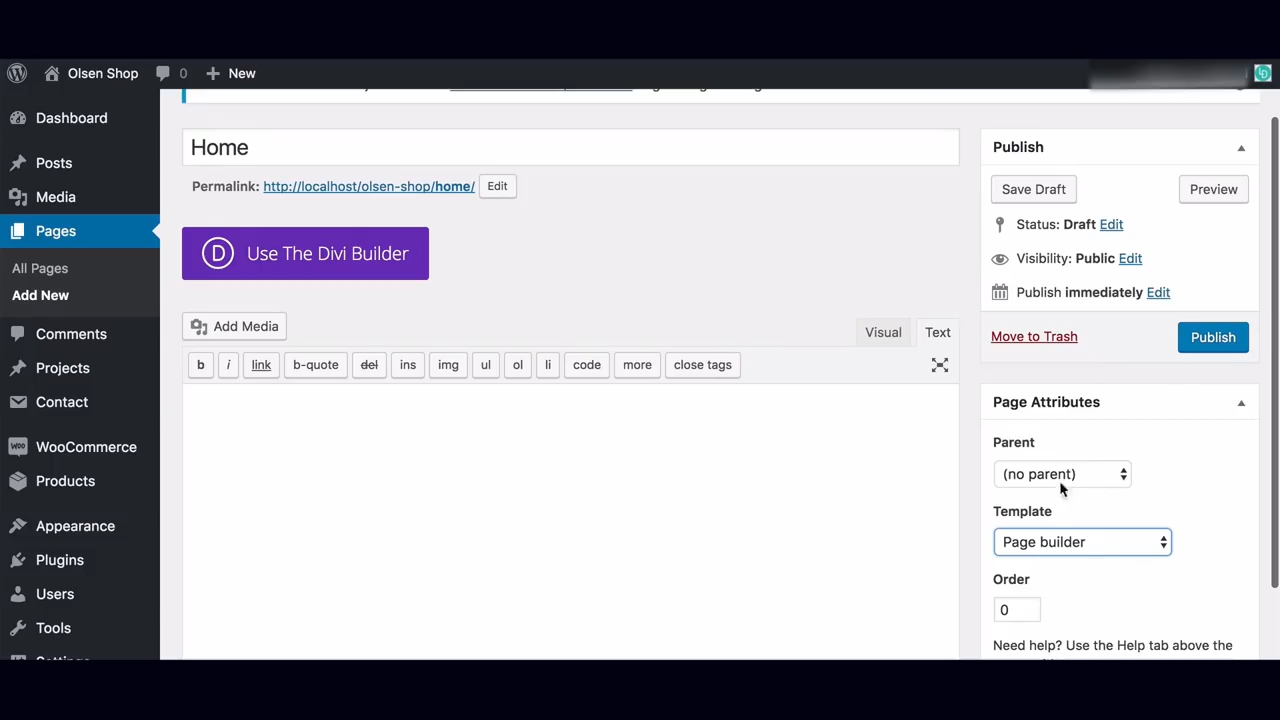 Olsen Shop
0
New
Dashboard
Posts
Media
Pages
All Pages
Add New
Comments
Projects
Contact
WooCommerce
Products
Appearance
Plugins
Users
Tools
Home
Permalink: http://localhost/olsen-shop/home/ Edit
D Use The Divi Builder
Add Media
Visual Text
b i link b-quote del ins img ul ol li code more close tags
Publish
Save Draft Preview
Status: Draft Edit
Visibility: Public Edit
Publish immediately Edit
Move to Trash Publish
Page Attributes
Parent
(no parent)
Template
Page builder
Order
0
Need help? Use the Help tab above the